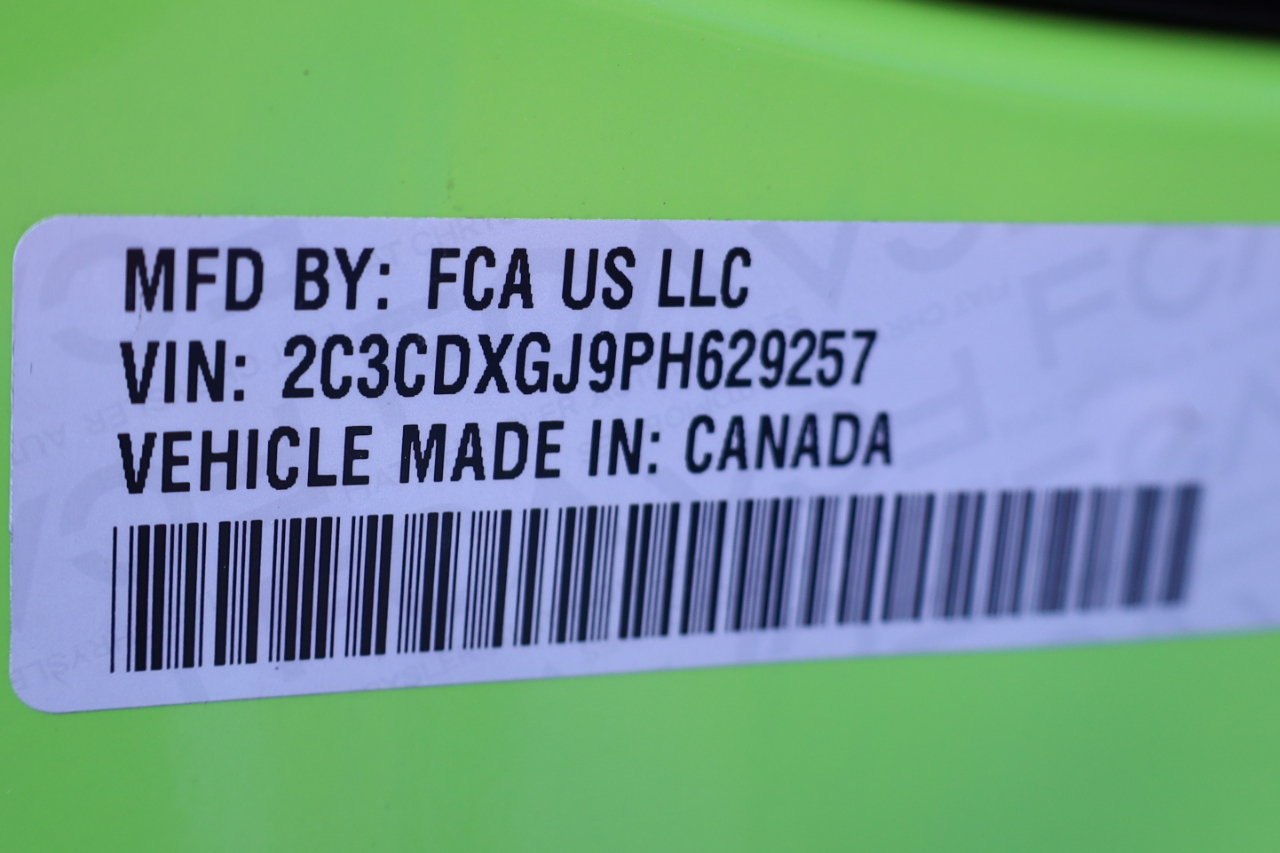 MFD BY: FCA US LLC
VIN: 2C3CDXGJ9PH629257
VEHICLE MADE IN: CANADA